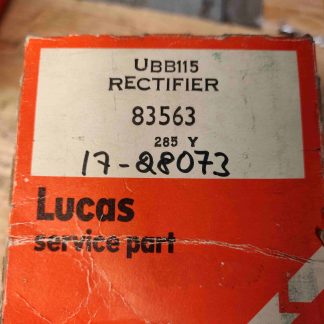 UBB115
RECTIFIER
83563
285 Y
17-28073
Lucas
service part